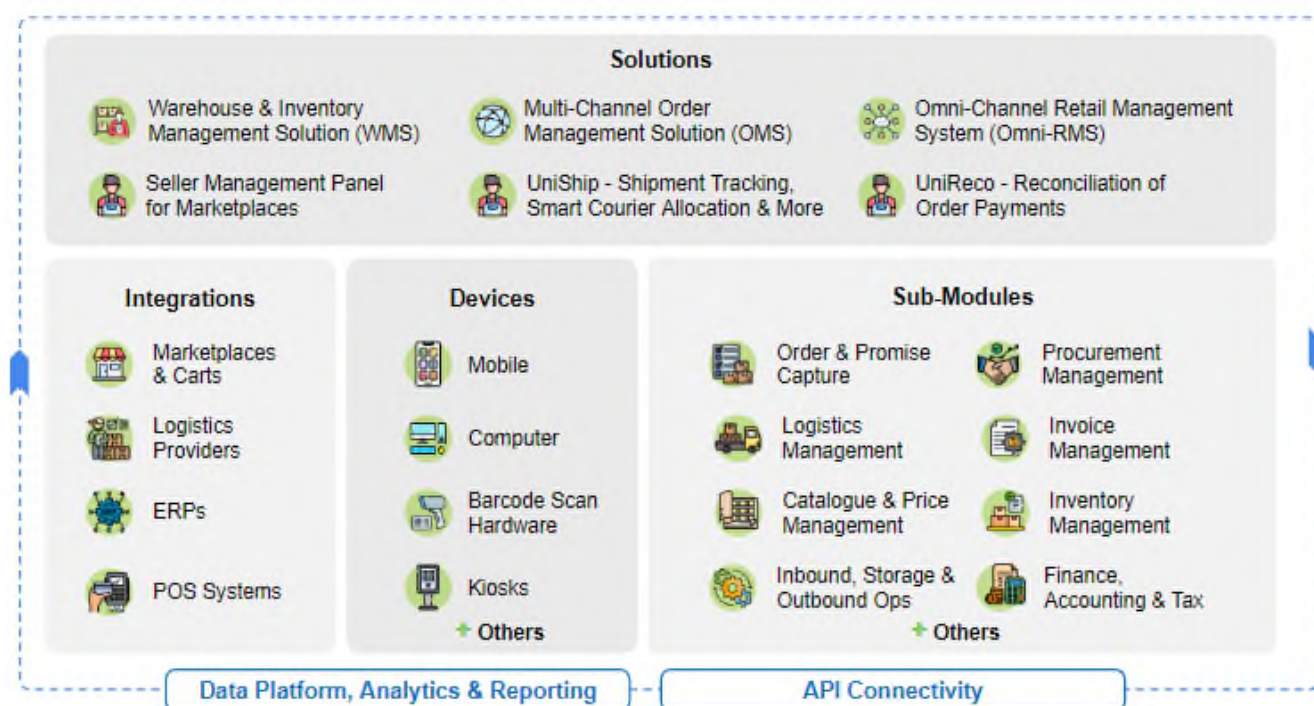 Solutions
Warehouse & Inventory
Management Solution (WMS)
Multi-Channel Order
Management Solution (OMS)
Omni-Channel Retail Management
System (Omni-RMS)
Seller Management Panel
for Marketplaces
UniShip - Shipment Tracking,
Smart Courier Allocation & More
UniReco - Reconciliation of
Order Payments
Integrations
Marketplaces
& Carts
Logistics
Providers
ERPs
POS Systems
Devices
Mobile
Computer
Barcode Scan
Hardware
Kiosks
+ Others
Sub-Modules
Order & Promise
Capture
Procurement
Management
Logistics
Management
Invoice
Management
Catalogue & Price
Management
Inventory
Management
Inbound, Storage &
Outbound Ops
Finance,
Accounting & Tax
+ Others
Data Platform, Analytics & Reporting
API Connectivity